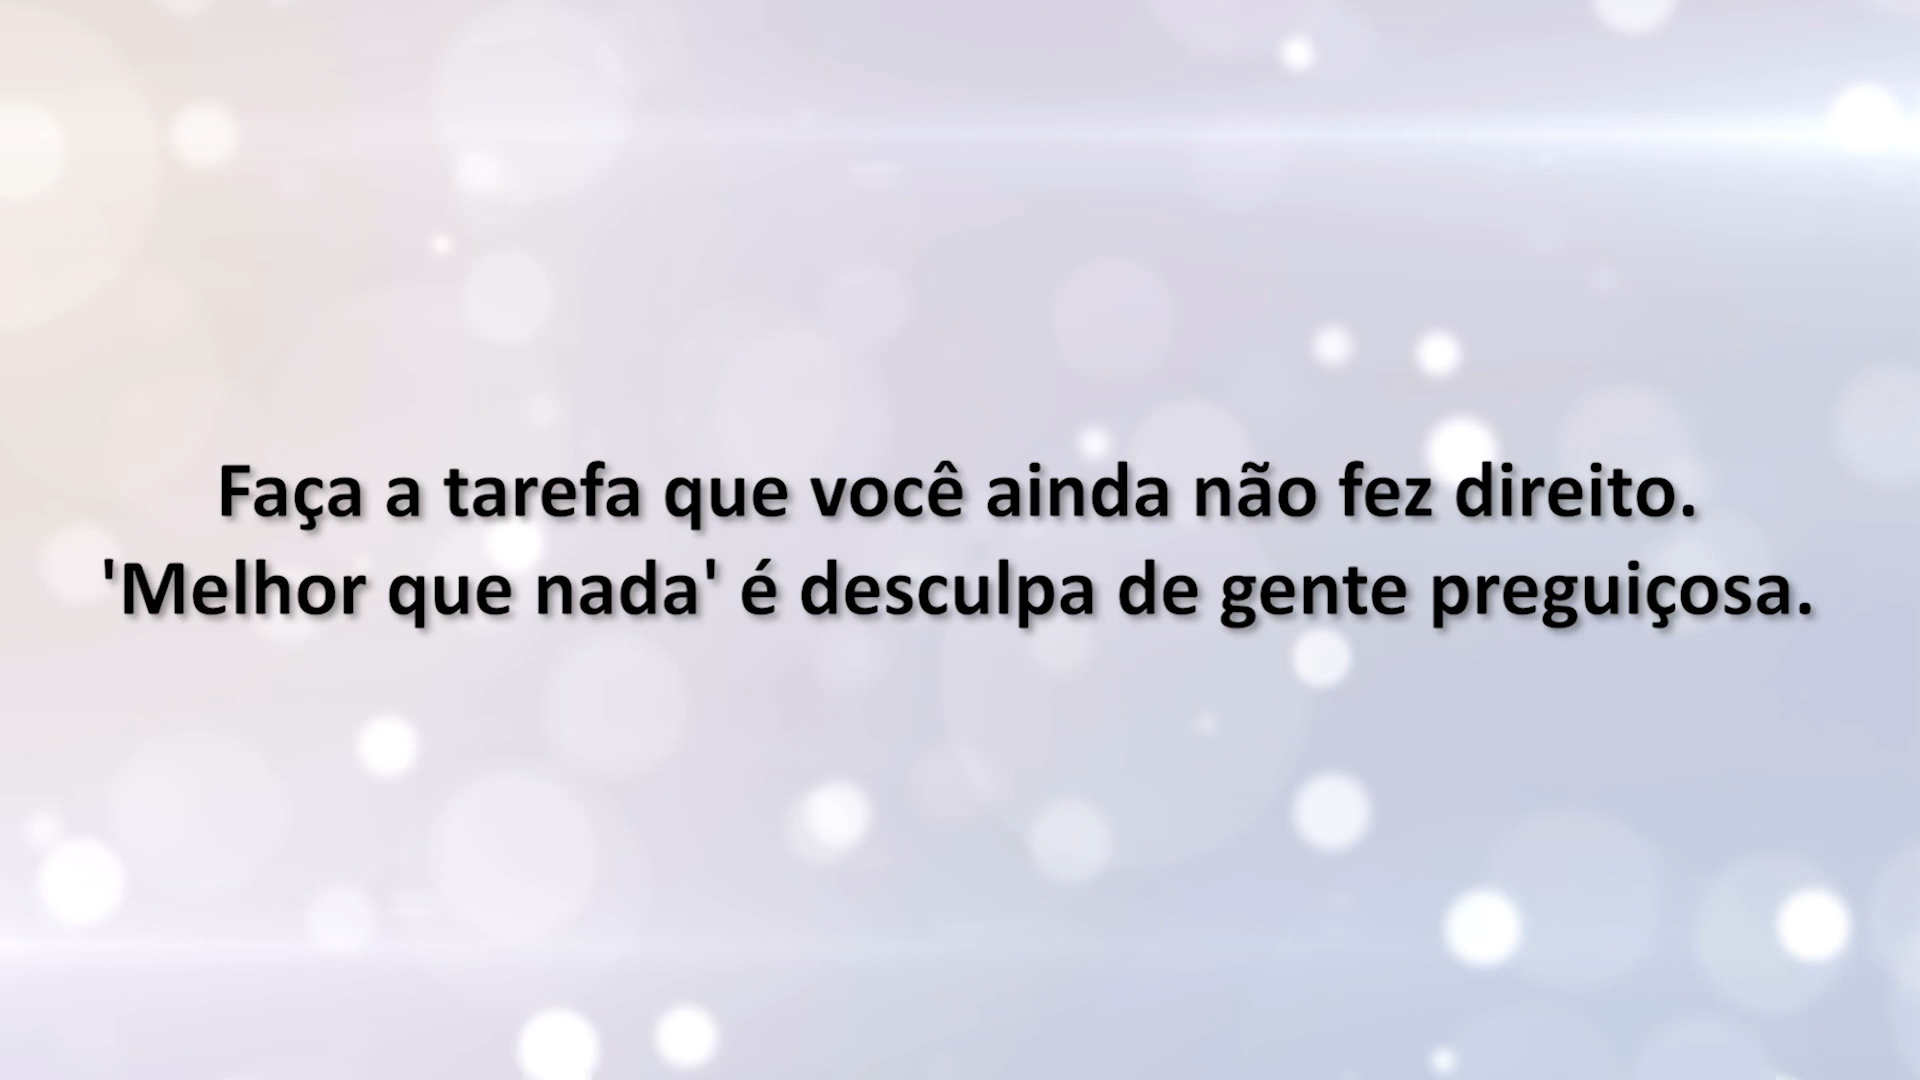 Faça a tarefa que você ainda não fez direito.
'Melhor que nada' é desculpa de gente preguiçosa.